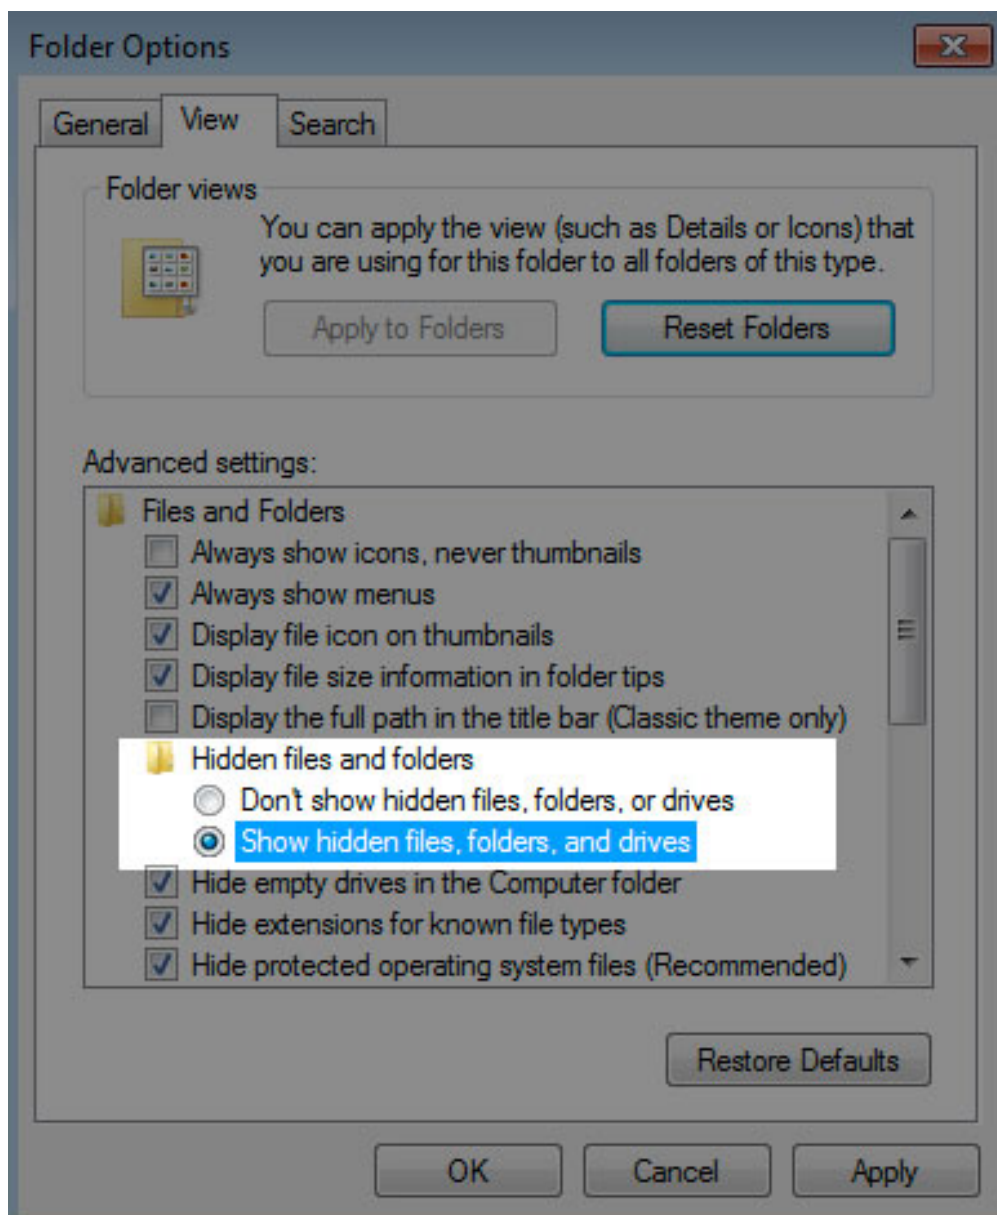 Folder Options
General View Search
Folder views
You can apply the view (such as Details or Icons) that
you are using for this folder to all folders of this type.
Apply to Folders Reset Folders
Advanced settings:
Files and Folders
Always show icons, never thumbnails
Always show menus
Display file icon on thumbnails
Display file size information in folder tips
Display the full path in the title bar (Classic theme only)
Hidden files and folders
Don't show hidden files, folders, or drives
Show hidden files, folders, and drives
Hide empty drives in the Computer folder
Hide extensions for known file types
Hide protected operating system files (Recommended)
Restore Defaults
OK Cancel Apply